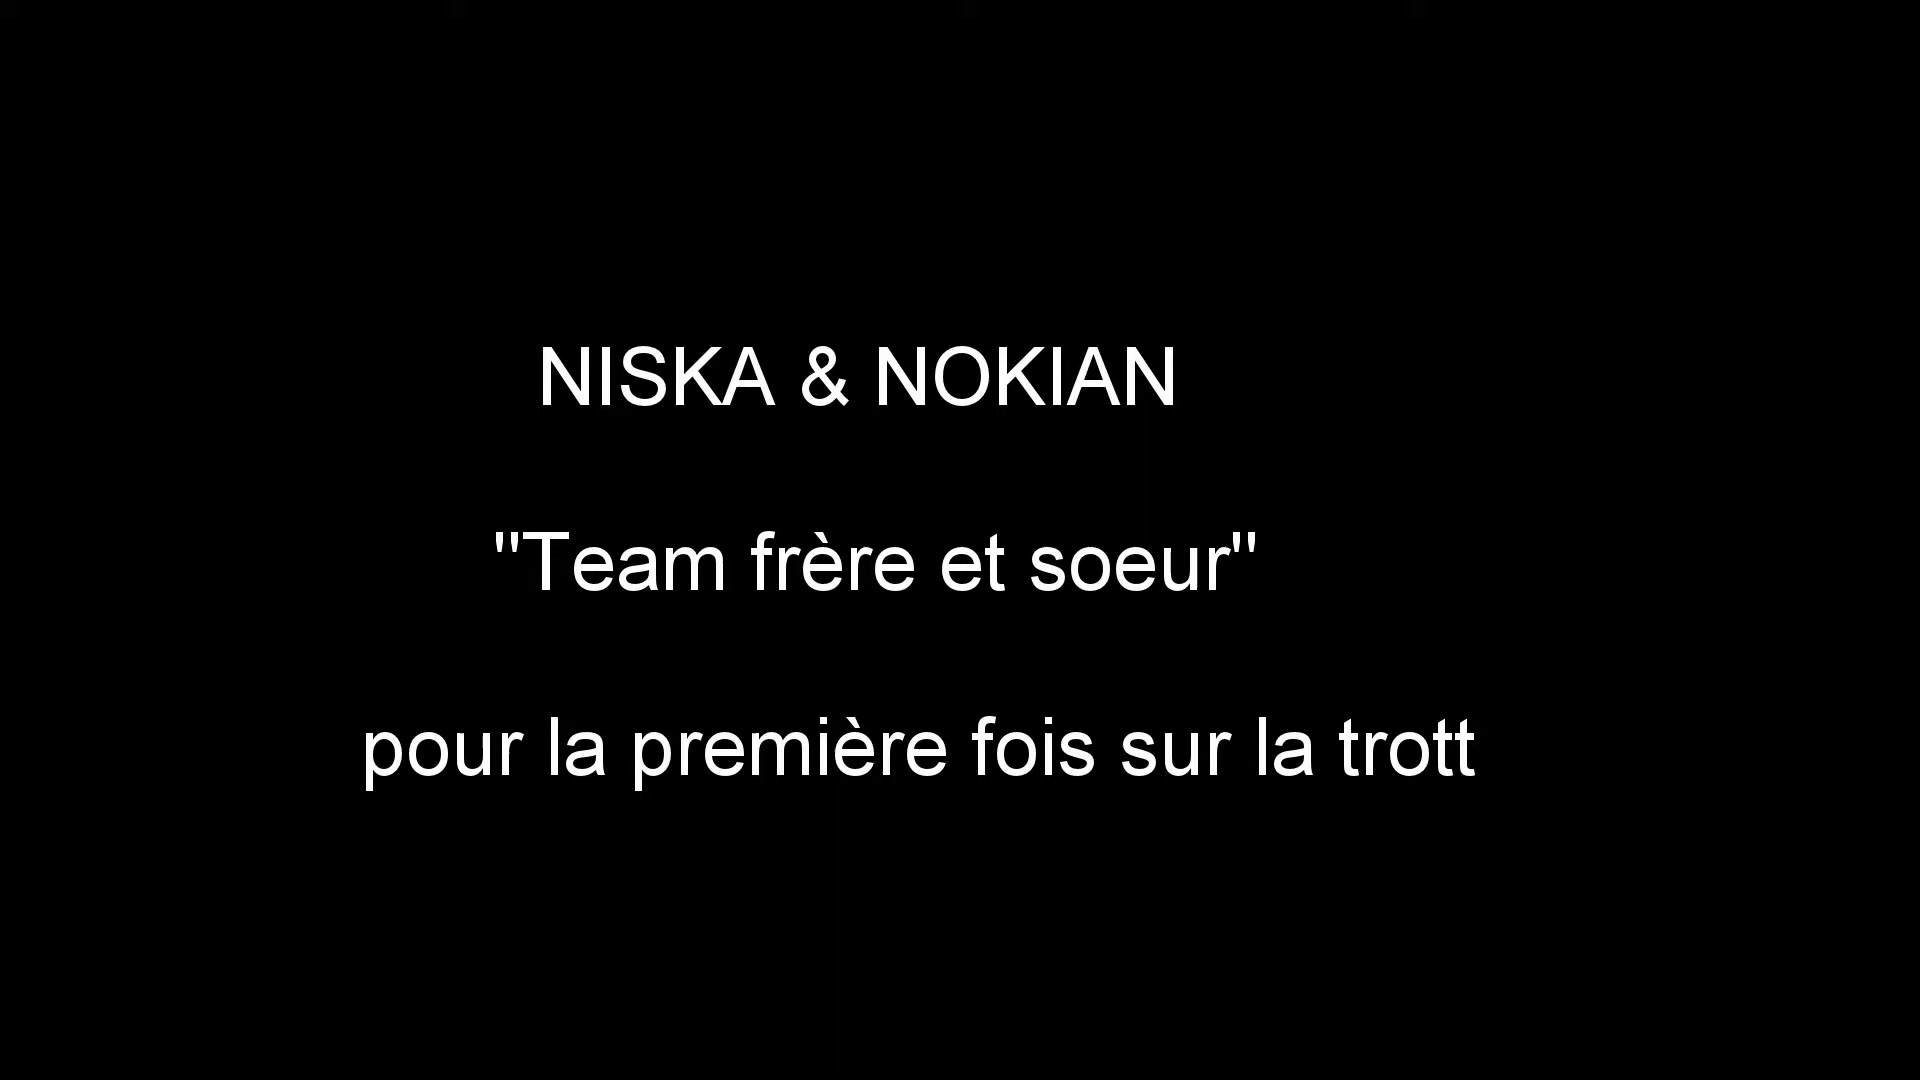 NISKA & NOKIAN
"Team frère et soeur"
pour la première fois sur la trott